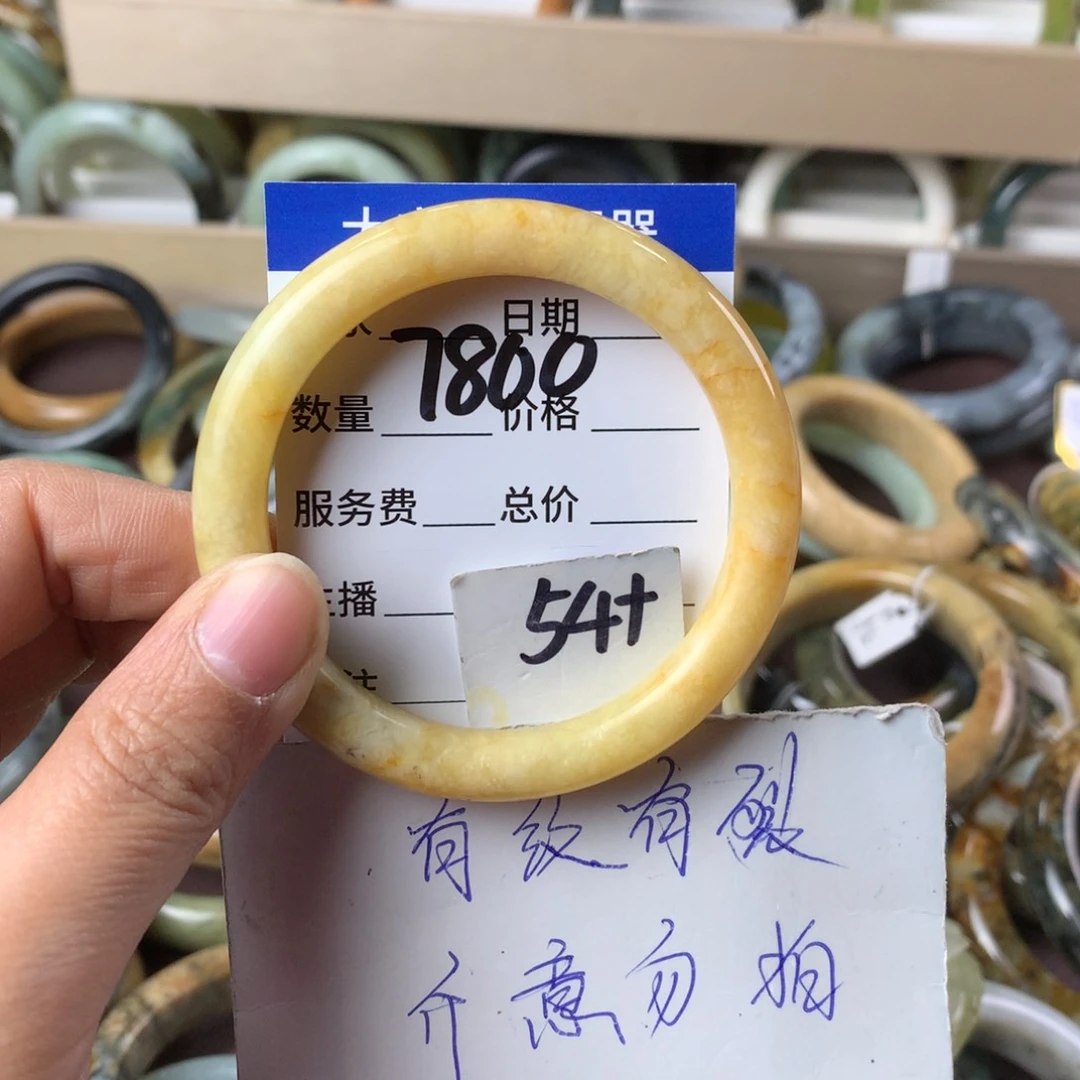 日期
7800
数量 价格
服务费 总价
播
54+
有纹有裂
介意勿拍